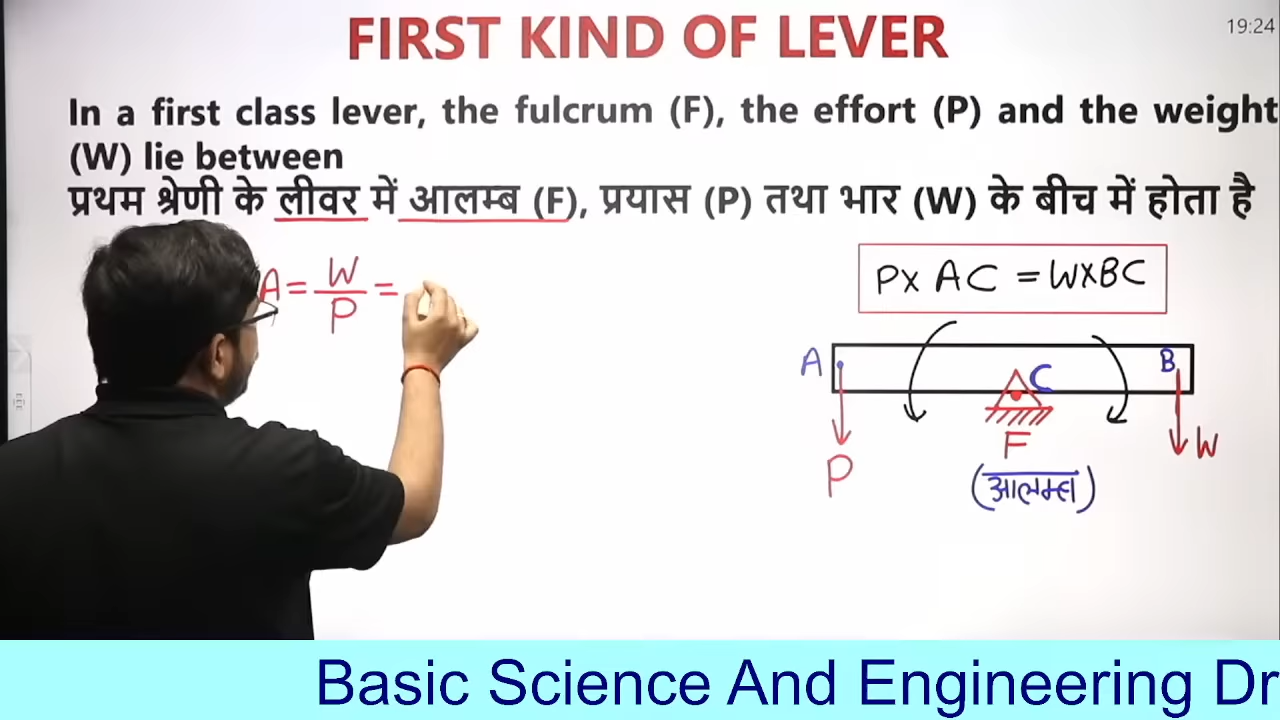 FIRST KIND OF LEVER
19:24
In a first class lever, the fulcrum (F), the effort (P) and the weight
(W) lie between
प्रथम श्रेणी के लीवर में आलम्ब (F), प्रयास (P) तथा भार (W) के बीच में होता है
A = W/P =
P× AC = W×BC
A
B
C
P
F
W
(आलम्ब)
Basic Science And Engineering Dr